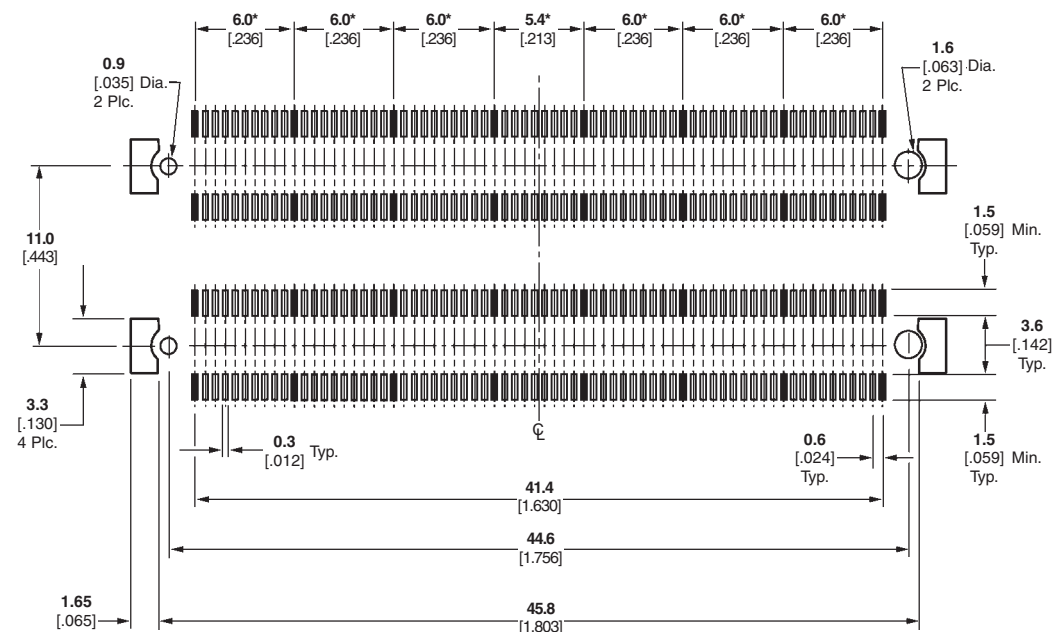 6.0* 6.0* 6.0* 5.4* 6.0* 6.0* 6.0*
[.236] [.236] [.236] [.213] [.236] [.236] [.236]
0.9
[.035] Dia.
2 Plc.
1.6
[.063] Dia.
2 Plc.
11.0
[.443]
1.5
[.059] Min.
Typ.
3.6
[.142]
Typ.
3.3
[.130]
4 Plc.
0.3
[.012] Typ.
℄
0.6
[.024]
Typ.
1.5
[.059] Min.
Typ.
41.4
[1.630]
44.6
[1.756]
1.65
[.065]
45.8
[1.803]